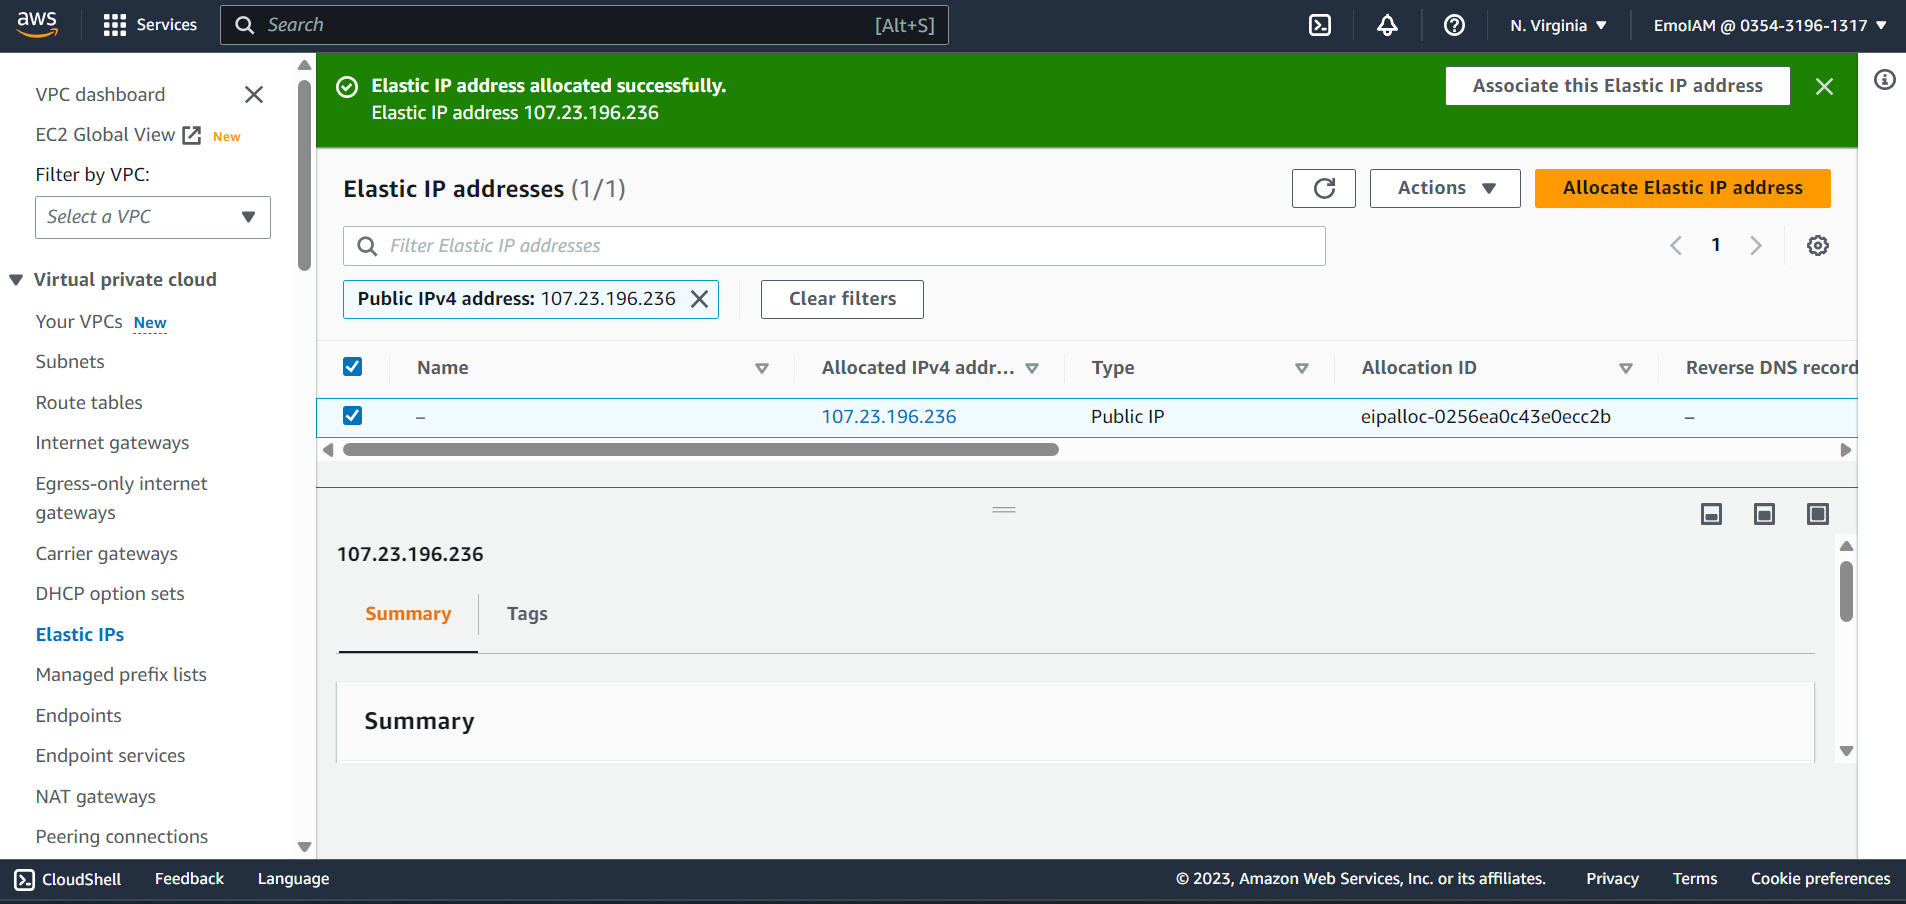 aws
Services
Search
[Alt+S]
N. Virginia
EmoIAM @ 0354-3196-1317
VPC dashboard
EC2 Global View
New
Filter by VPC:
Select a VPC
Virtual private cloud
Your VPCs New
Subnets
Route tables
Internet gateways
Egress-only internet
gateways
Carrier gateways
DHCP option sets
Elastic IPs
Managed prefix lists
Endpoints
Endpoint services
NAT gateways
Peering connections
Elastic IP address allocated successfully.
Elastic IP address 107.23.196.236
Associate this Elastic IP address
Elastic IP addresses (1/1)
Actions
Allocate Elastic IP address
Filter Elastic IP addresses
1
Public IPv4 address: 107.23.196.236
Clear filters
Name
Allocated IPv4 addr...
Type
Allocation ID
Reverse DNS record
–
107.23.196.236
Public IP
eipalloc-0256ea0c43e0ecc2b
–
107.23.196.236
Summary
Tags
Summary
CloudShell
Feedback
Language
© 2023, Amazon Web Services, Inc. or its affiliates.
Privacy
Terms
Cookie preferences